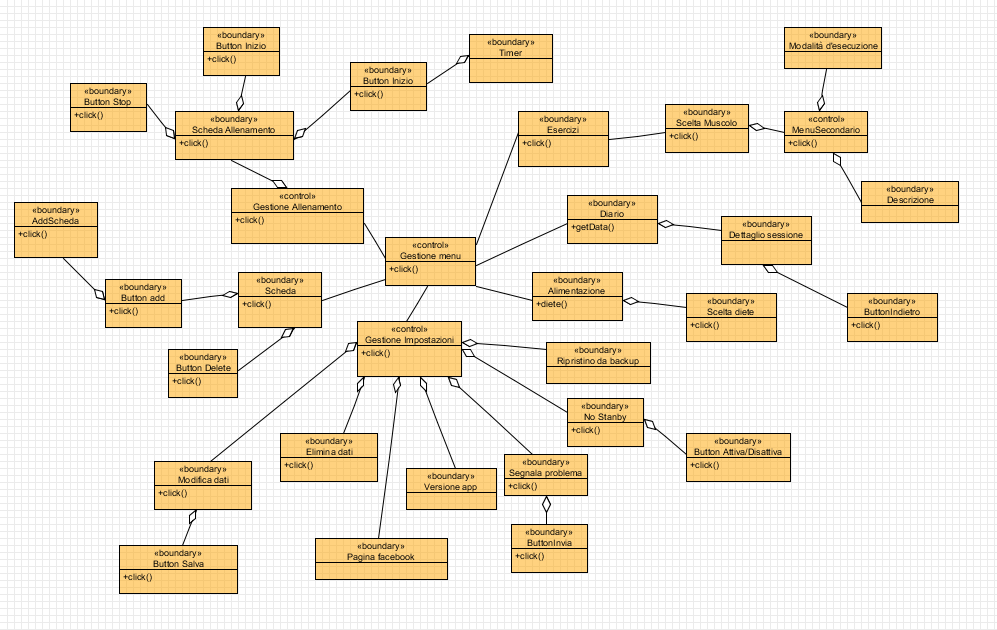 «boundary»
Button Inizio
+click()
«boundary»
Timer
«boundary»
Modalità d'esecuzione
«boundary»
Button Inizio
+click()
«boundary»
Button Stop
+click()
«boundary»
Scheda Allenamento
+click()
«boundary»
Esercizi
+click()
«boundary»
Scelta Muscolo
+click()
«control»
MenuSecondario
+click()
«boundary»
Descrizione
«control»
Gestione Allenamento
+click()
«boundary»
AddScheda
+click()
«boundary»
Diario
+getData()
«boundary»
Dettaglio sessione
«control»
Gestione menu
+click()
«boundary»
Button add
+click()
«boundary»
Scheda
+click()
«boundary»
Alimentazione
+diete()
«boundary»
Scelta diete
+click()
«boundary»
ButtonIndietro
+click()
«control»
Gestione Impostazioni
+click()
«boundary»
Button Delete
+click()
«boundary»
Ripristino da backup
«boundary»
No Stanby
+click()
«boundary»
Button Attiva/Disattiva
+click()
«boundary»
Elimina dati
+click()
«boundary»
Modifica dati
+click()
«boundary»
Versione app
«boundary»
Segnala problema
+click()
«boundary»
ButtonInvia
+click()
«boundary»
Pagina facebook
«boundary»
Button Salva
+click()